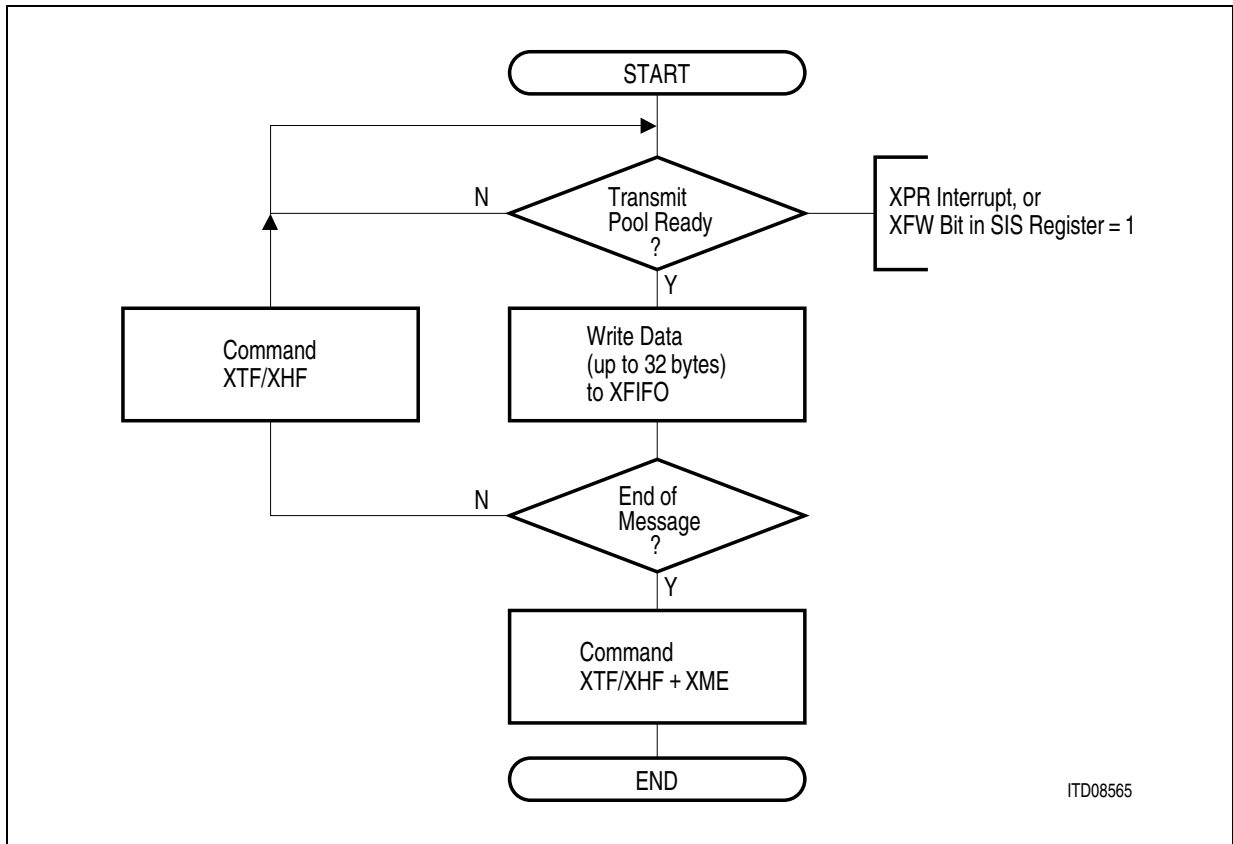 START
N
Transmit
Pool Ready
?
XPR Interrupt, or
XFW Bit in SIS Register = 1
Y
Command
XTF/XHF
Write Data
(up to 32 bytes)
to XFIFO
N
End of
Message
?
Y
Command
XTF/XHF + XME
END
ITD08565